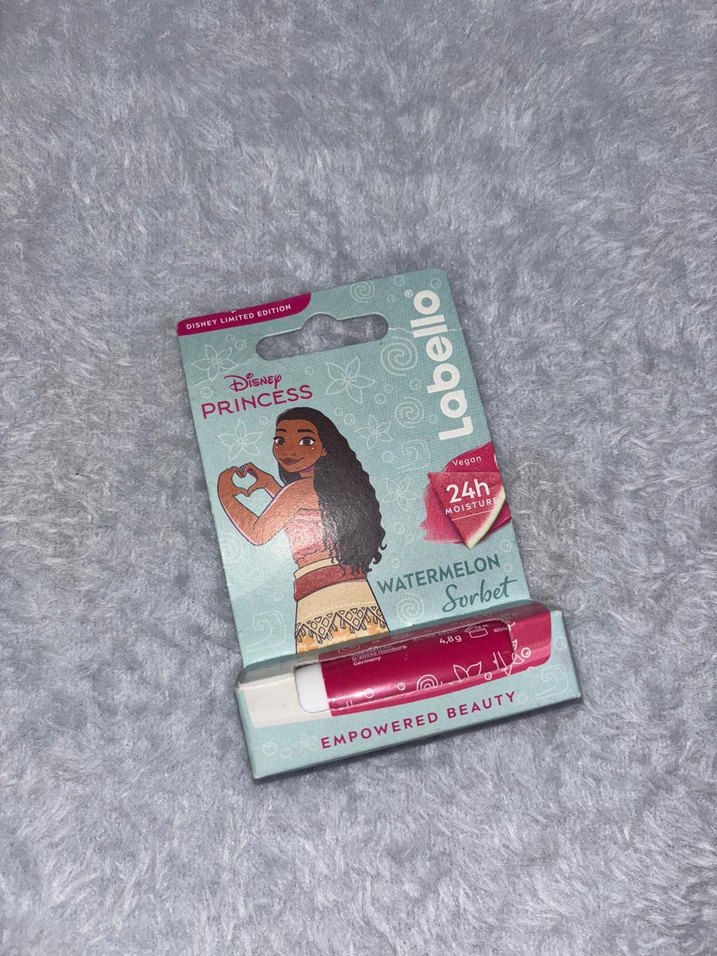 DISNEY LIMITED EDITION
Labello®
Disney
PRINCESS
Vegan
24h
MOISTURE
WATERMELON
Sorbet
4,8g
Germany
EMPOWERED BEAUTY